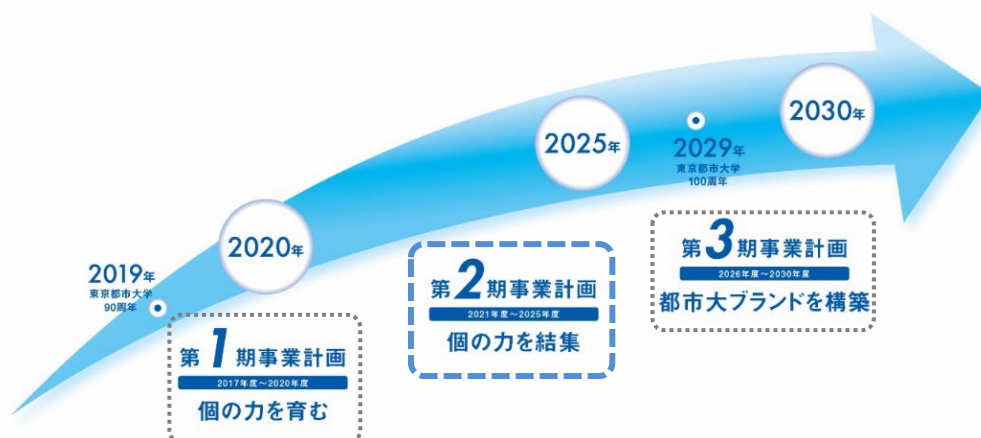 2019年
東京都市大学
90周年
2020年
第1期事業計画
2017年度～2020年度
個の力を育む
2025年
第2期事業計画
2021年度～2025年度
個の力を結集
2029年
東京都市大学
100周年
2030年
第3期事業計画
2026年度～2030年度
都市大ブランドを構築